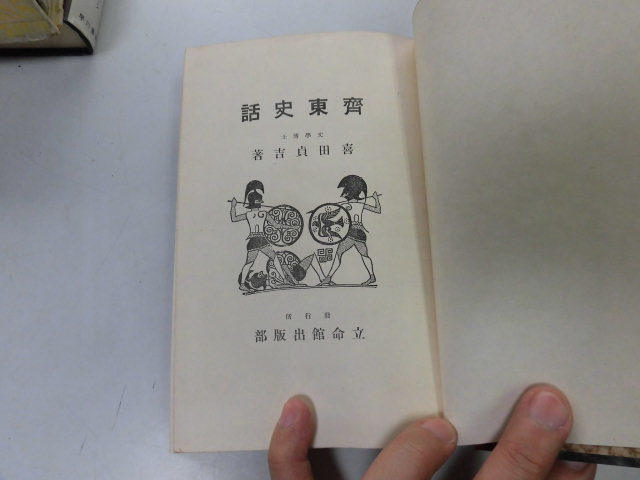 齊東史話
文學博士
喜田貞吉著
發行所
立命館出版部